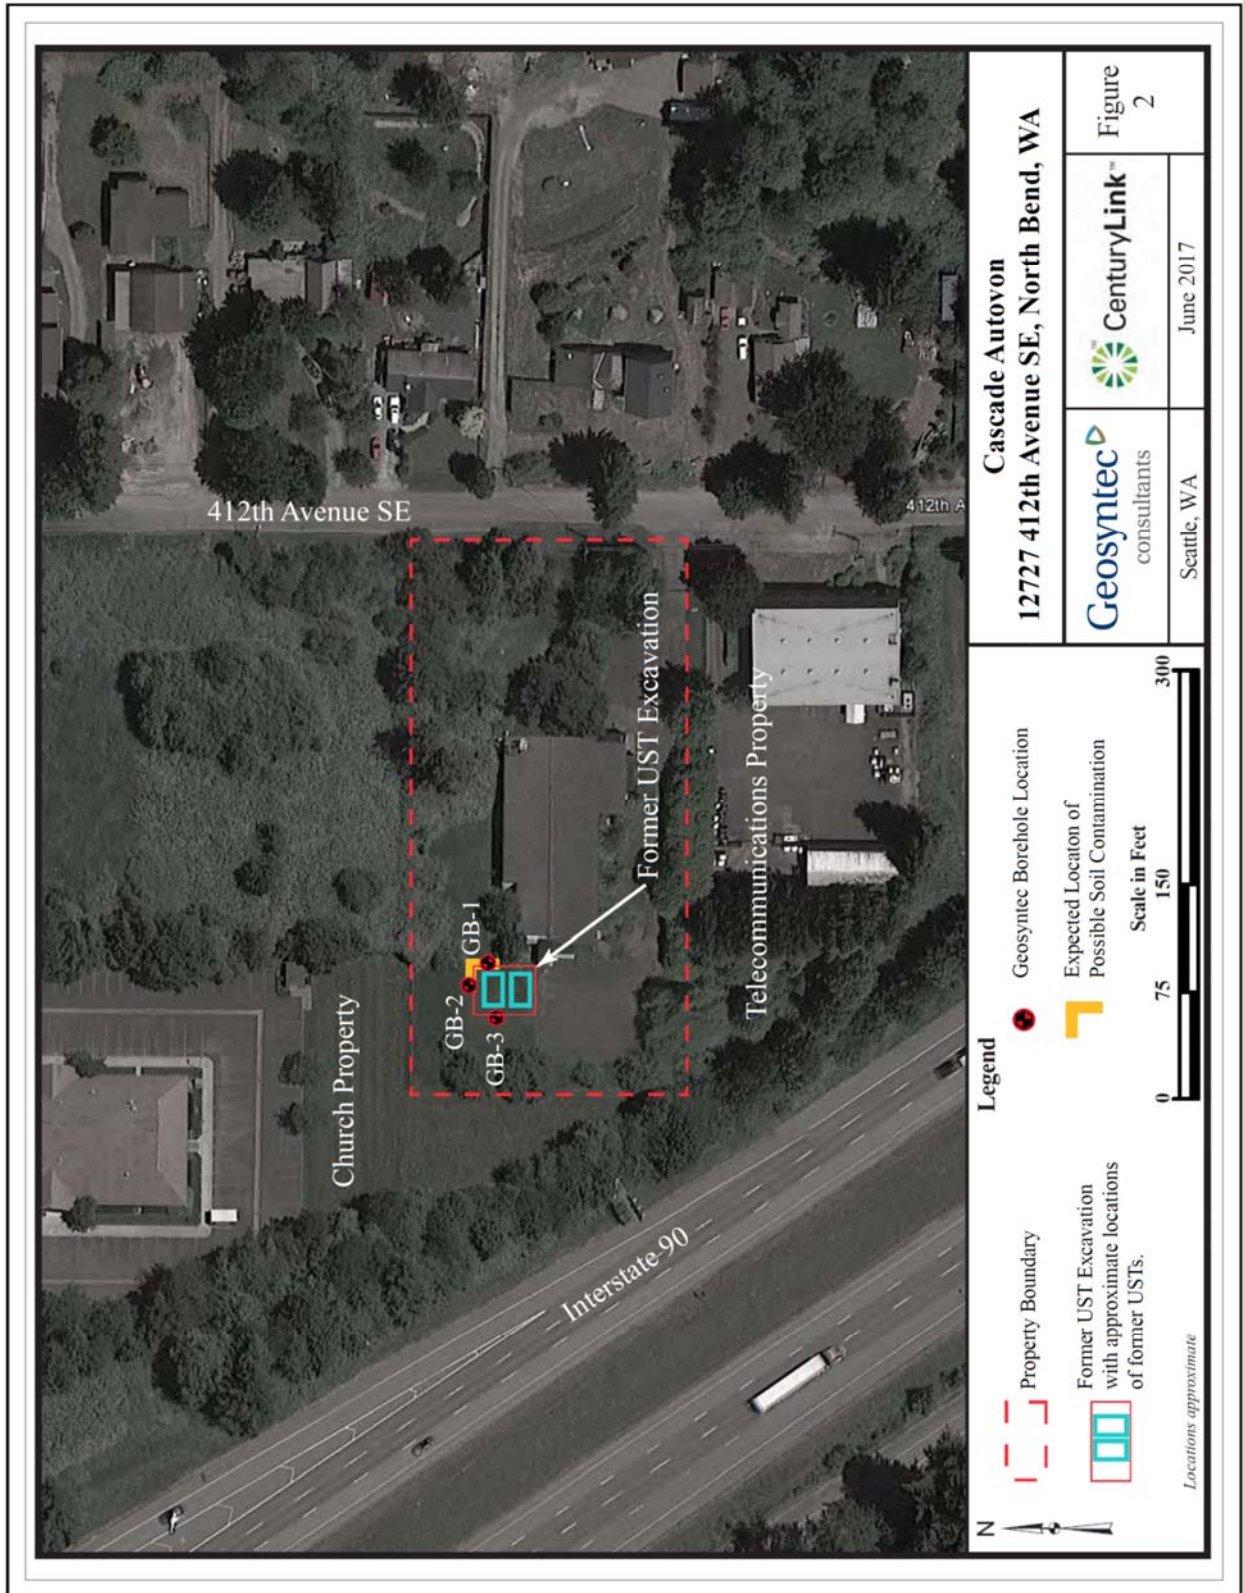 412th Avenue SE
412th A
Church Property
GB-1
GB-2
GB-3
Former UST Excavation
Telecommunications Property
Interstate-90
N
Legend
Property Boundary
Former UST Excavation
with approximate locations
of former USTs.
Geosyntec Borehole Location
Expected Locaton of
Possible Soil Contamination
Locations approximate
Scale in Feet
0 75 150 300
Cascade Autovon
12727 412th Avenue SE, North Bend, WA
Geosyntec
consultants
CenturyLink™
Figure
2
Seattle, WA
June 2017